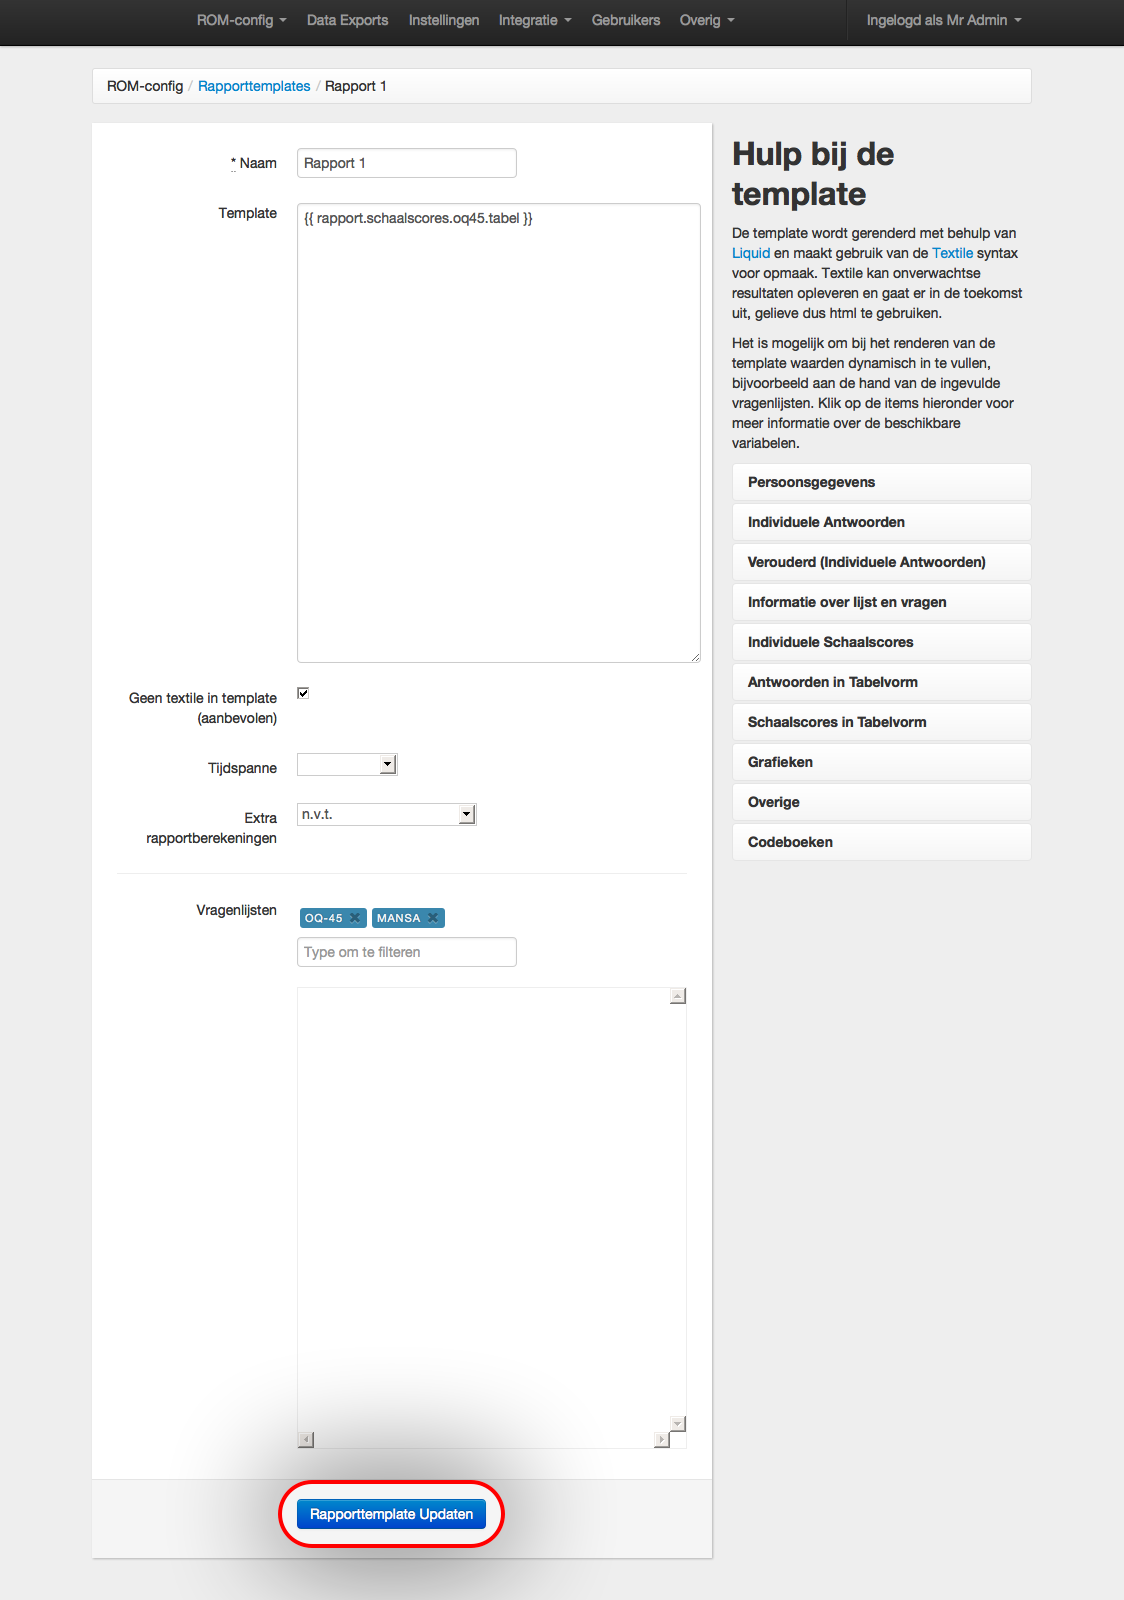 ROM-config Data Exports Instellingen Integratie Gebruikers Overig Ingelogd als Mr Admin
ROM-config / Rapporttemplates / Rapport 1
* Naam
Rapport 1
Template
{{ rapport.schaalscores.oq45.tabel }}
Geen textile in template
(aanbevolen)
Tijdspanne
Extra
rapportberekeningen
n.v.t.
Vragenlijsten
OQ-45 ✖ MANSA ✖
Type om te filteren
Rapporttemplate Updaten
Hulp bij de
template
De template wordt gerenderd met behulp van
Liquid en maakt gebruik van de Textile syntax
voor opmaak. Textile kan onverwachtse
resultaten opleveren en gaat er in de toekomst
uit, gelieve dus html te gebruiken.
Het is mogelijk om bij het renderen van de
template waarden dynamisch in te vullen,
bijvoorbeeld aan de hand van de ingevulde
vragenlijsten. Klik op de items hieronder voor
meer informatie over de beschikbare
variabelen.
Persoonsgegevens
Individuele Antwoorden
Verouderd (Individuele Antwoorden)
Informatie over lijst en vragen
Individuele Schaalscores
Antwoorden in Tabelvorm
Schaalscores in Tabelvorm
Grafieken
Overige
Codeboeken